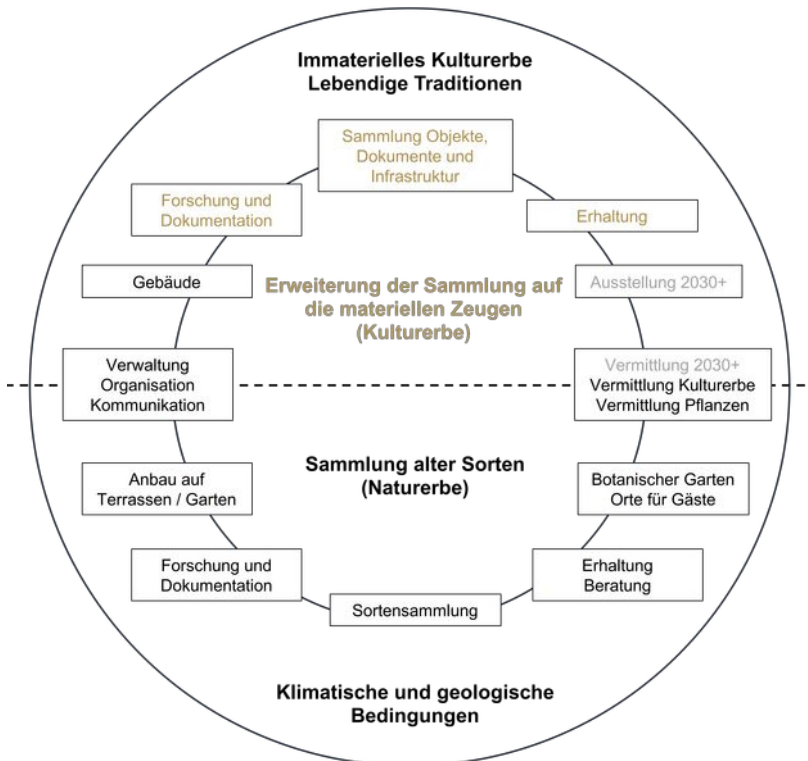 Immaterielles Kulturerbe
Lebendige Traditionen
Sammlung Objekte,
Dokumente und
Infrastruktur
Forschung und
Dokumentation
Erhaltung
Gebäude
Erweiterung der Sammlung auf
die materiellen Zeugen
(Kulturerbe)
Ausstellung 2030+
Verwaltung
Organisation
Kommunikation
Vermittlung 2030+
Vermittlung Kulturerbe
Vermittlung Pflanzen
Sammlung alter Sorten
(Naturerbe)
Anbau auf
Terrassen / Garten
Botanischer Garten
Orte für Gäste
Forschung und
Dokumentation
Erhaltung
Beratung
Sortensammlung
Klimatische und geologische
Bedingungen